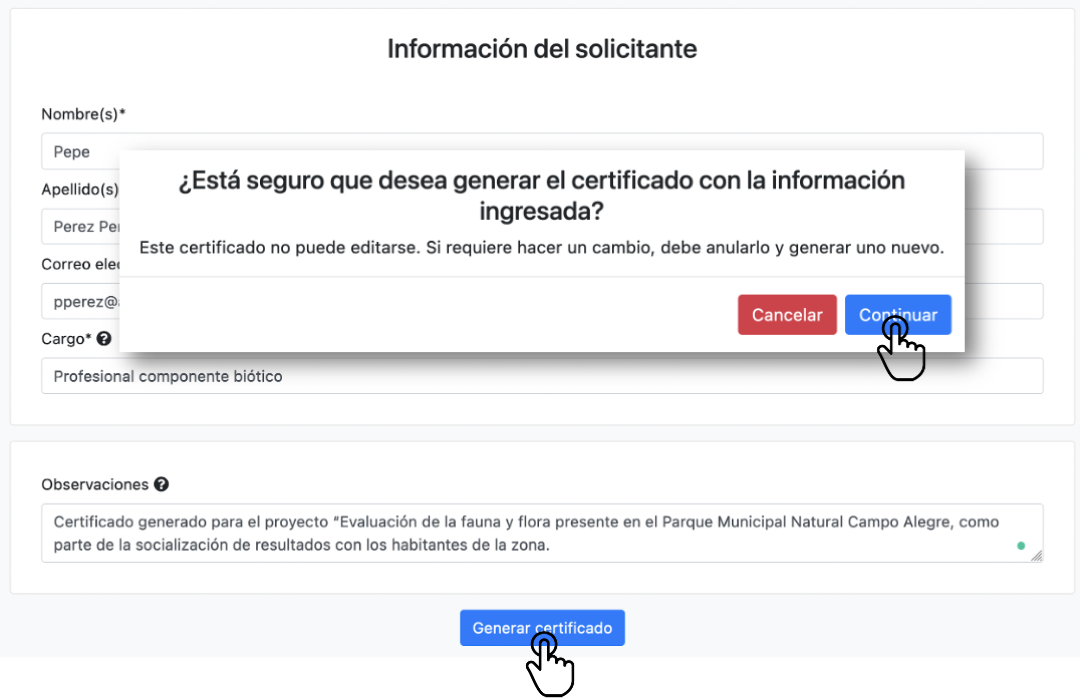 Información del solicitante
Nombre(s)*
Pepe
¿Está seguro que desea generar el certificado con la información
ingresada?
Este certificado no puede editarse. Si requiere hacer un cambio, debe anularlo y generar uno nuevo.
Cancelar
Continuar
Apellido(s)
Perez
Correo
pperez@
Cargo*
Profesional componente biótico
Observaciones
Certificado generado para el proyecto “Evaluación de la fauna y flora presente en el Parque Municipal Natural Campo Alegre, como
parte de la socialización de resultados con los habitantes de la zona.
Generar certificado